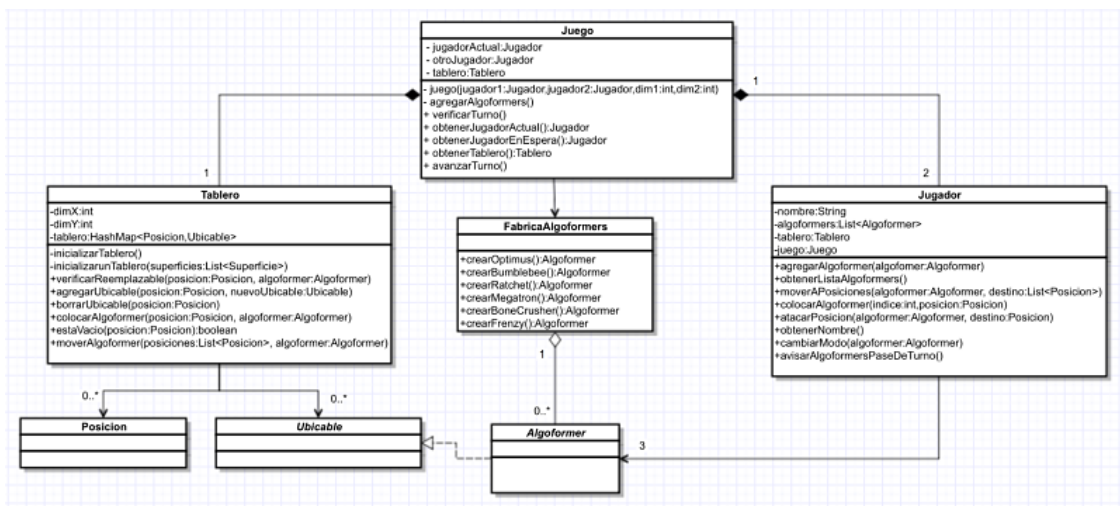 Juego
- jugadorActual:Jugador
- otroJugador:Jugador
- tablero:Tablero
- juego(jugador1:Jugador,jugador2:Jugador,dim1:int,dim2:int)
- agregarAlgoformers()
+ verificarTurno()
+ obtenerJugadorActual():Jugador
+ obtenerJugadorEnEspera():Jugador
+ obtenerTablero():Tablero
+ avanzarTurno()
1
1
2
Tablero
-dimX:int
-dimY:int
-tablero:HashMap<Posicion,Ubicable>
-inicializarTablero()
-inicializarunTablero(superficies:List<Superficie>)
+verificarReemplazable(posicion:Posicion, algoformer:Algoformer)
+agregarUbicable(posicion:Posicion, nuevoUbicable:Ubicable)
+borrarUbicable(posicion:Posicion)
+colocarAlgoformer(posicion:Posicion, algoformer:Algoformer)
+estaVacio(posicion:Posicion):boolean
+moverAlgoformer(posiciones:List<Posicion>, algoformer:Algoformer)
FabricaAlgoformers
+crearOptimus():Algoformer
+crearBumblebee():Algoformer
+crearRatchet():Algoformer
+crearMegatron():Algoformer
+crearBoneCrusher():Algoformer
+crearFrenzy():Algoformer
Jugador
-nombre:String
-algoformers:List<Algoformer>
-tablero:Tablero
-juego:Juego
+agregarAlgoformer(algofomer:Algoformer)
+obtenerListaAlgoformers()
+moverAPosiciones(algoformer:Algoformer, destino:List<Posicion>)
+colocarAlgoformer(indice:int,posicion:Posicion)
+atacarPosicion(algoformer:Algoformer, destino:Posicion)
+obtenerNombre()
+cambiarModo(algoformer:Algoformer)
+avisarAlgoformersPaseDeTurno()
1
0..*
0..*
0..*
3
Posicion
Ubicable
Algoformer